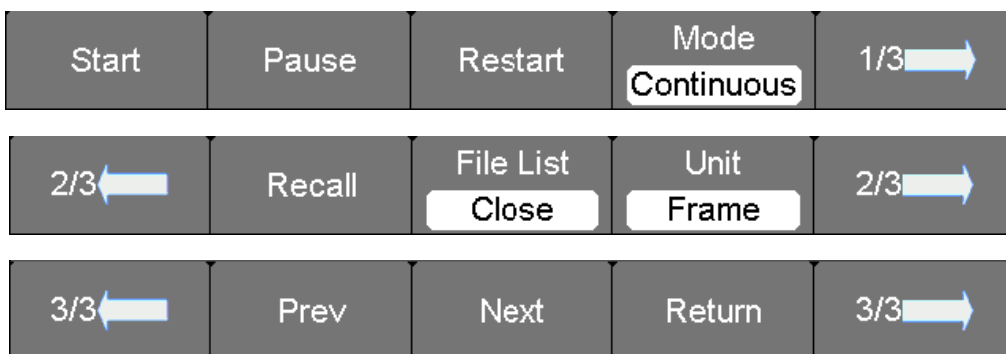 Start Pause Restart Mode Continuous 1/3
2/3 Recall File List Close Unit Frame 2/3
3/3 Prev Next Return 3/3